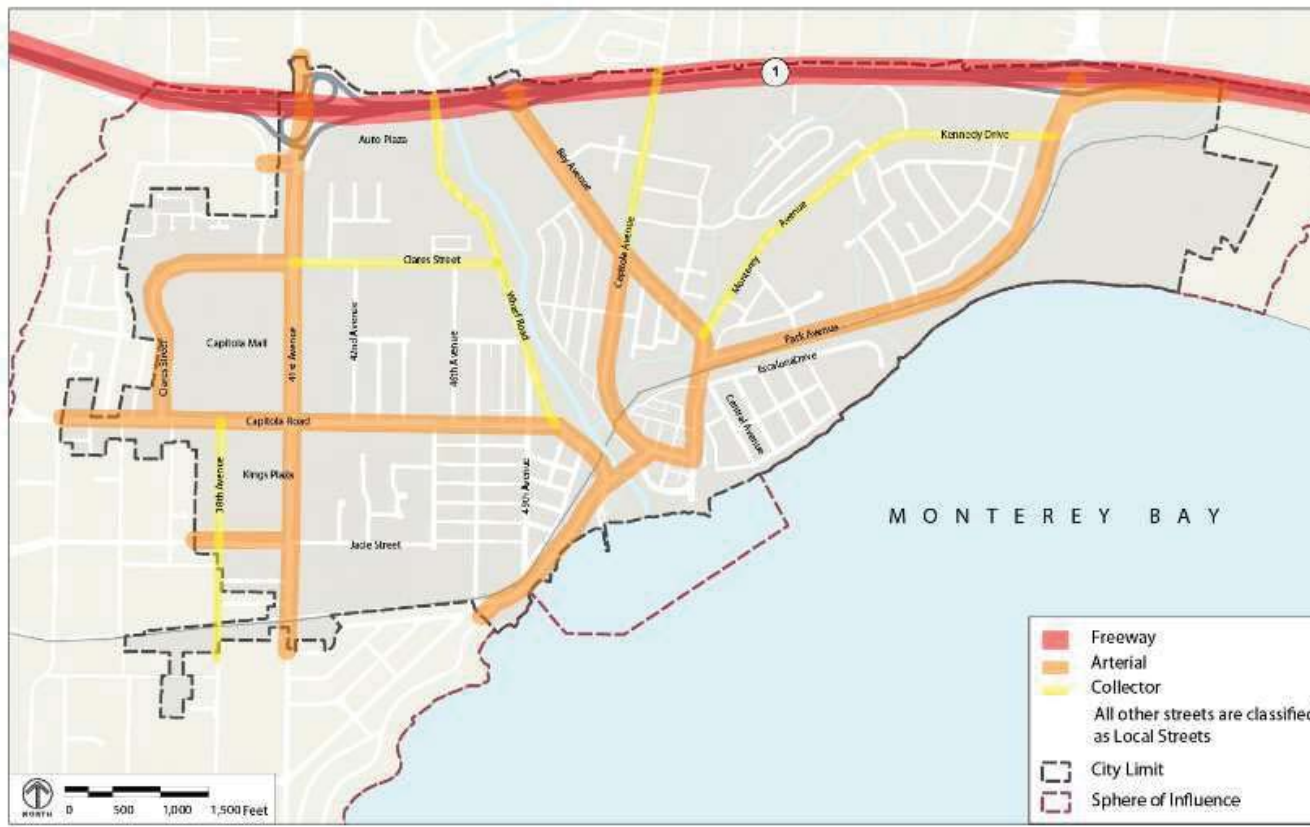 1
Auto Plaza
Kennedy Drive
Bay Avenue
Capitola Avenue
Monterey
Avenue
Clares Street
Wharf Road
Park Avenue
Escalona Drive
Capitola Mall
Clares Street
41st Avenue
42nd Avenue
Capitola Road
Central Avenue
Kings Plaza
38th Avenue
49th Avenue
Jade Street
MONTEREY BAY
Freeway
Arterial
Collector
All other streets are classified
as Local Streets
City Limit
Sphere of Influence
NORTH
0 500 1,000 1,500 Feet